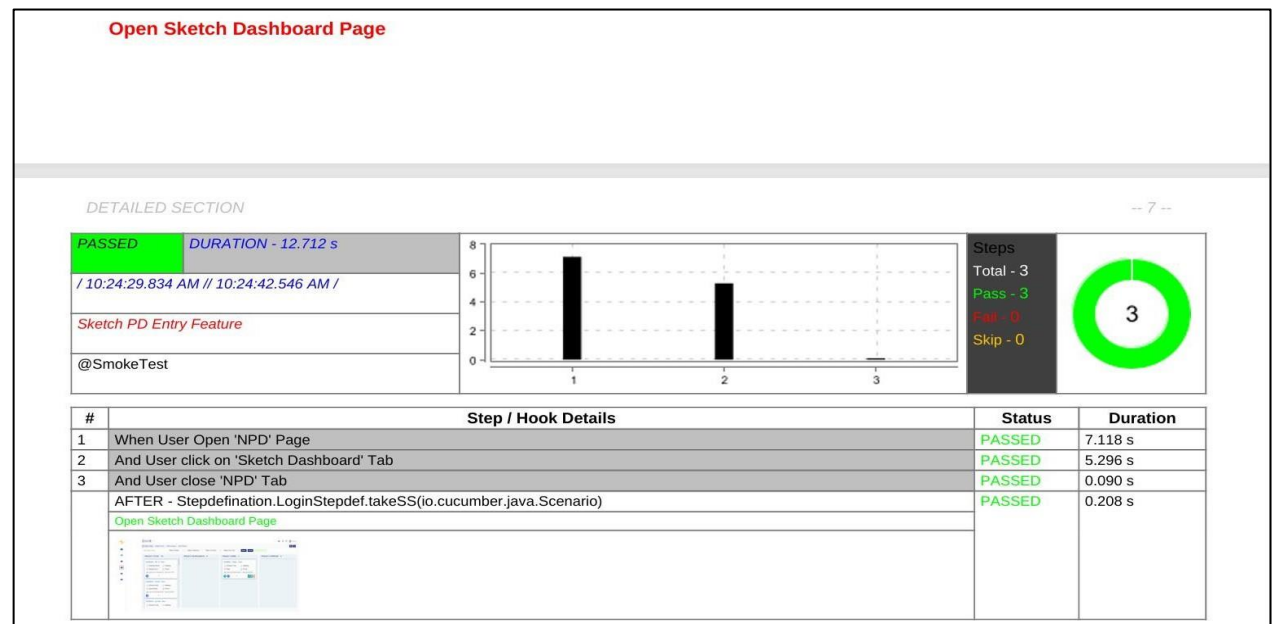 Open Sketch Dashboard Page
DETAILED SECTION
-- 7 --
PASSED
DURATION - 12.712 s
/ 10:24:29.834 AM // 10:24:42.546 AM /
Sketch PD Entry Feature
@SmokeTest
8
6
4
2
0
1
2
3
Steps
Total - 3
Pass - 3
Fail - 0
Skip - 0
3
# Step / Hook Details Status Duration
1 When User Open 'NPD' Page PASSED 7.118 s
2 And User click on 'Sketch Dashboard' Tab PASSED 5.296 s
3 And User close 'NPD' Tab PASSED 0.090 s
AFTER - Stepdefination.LoginStepdef.takeSS(io.cucumber.java.Scenario) PASSED 0.208 s
Open Sketch Dashboard Page